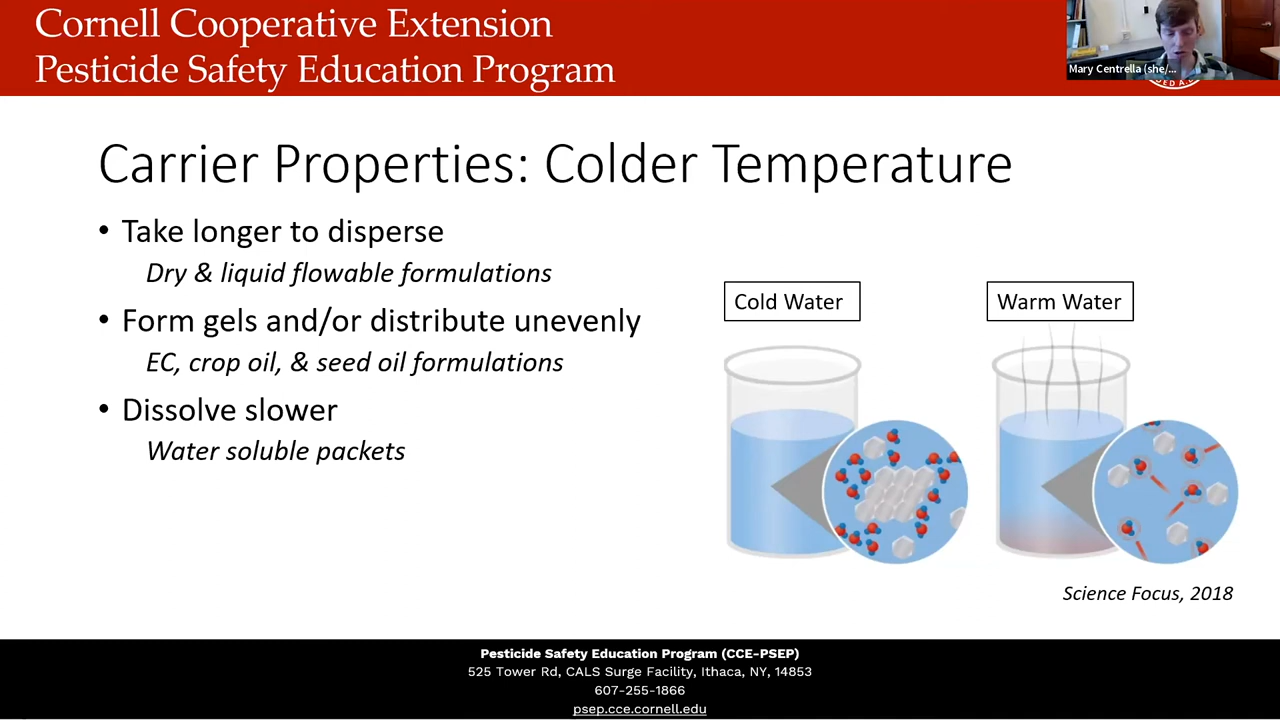 Cornell Cooperative Extension
Pesticide Safety Education Program
Mary Centrella (she/...
Carrier Properties: Colder Temperature
• Take longer to disperse
Dry & liquid flowable formulations
• Form gels and/or distribute unevenly
EC, crop oil, & seed oil formulations
• Dissolve slower
Water soluble packets
Cold Water
Warm Water
Science Focus, 2018
Pesticide Safety Education Program (CCE-PSEP)
525 Tower Rd, CALS Surge Facility, Ithaca, NY, 14853
607-255-1866
psep.cce.cornell.edu